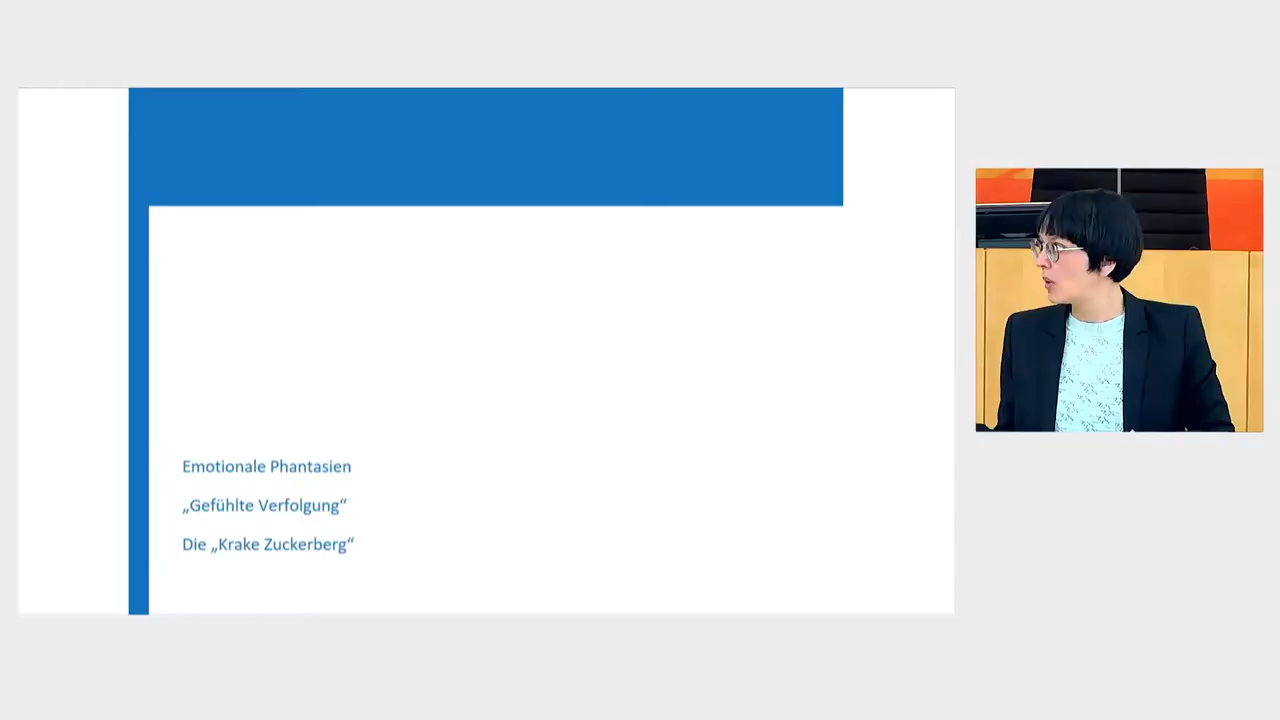 Emotionale Phantasien
„Gefühlte Verfolgung“
Die „Krake Zuckerberg“